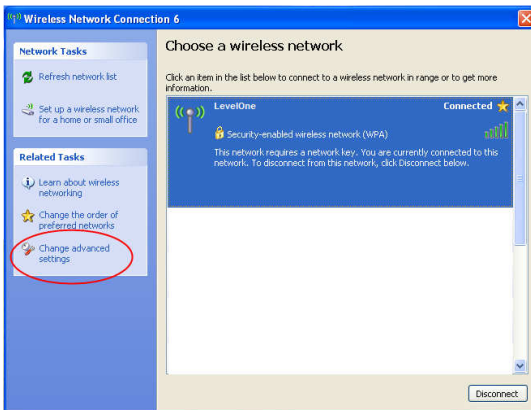 Wireless Network Connection 6
Network Tasks
Refresh network list
Set up a wireless network
for a home or small office
Related Tasks
Learn about wireless
networking
Change the order of
preferred networks
Change advanced
settings
Choose a wireless network
Click an item in the list below to connect to a wireless network in range or to get more
information.
LevelOne Connected
Security-enabled wireless network (WPA)
This network requires a network key. You are currently connected to this
network. To disconnect from this network, click Disconnect below.
Disconnect